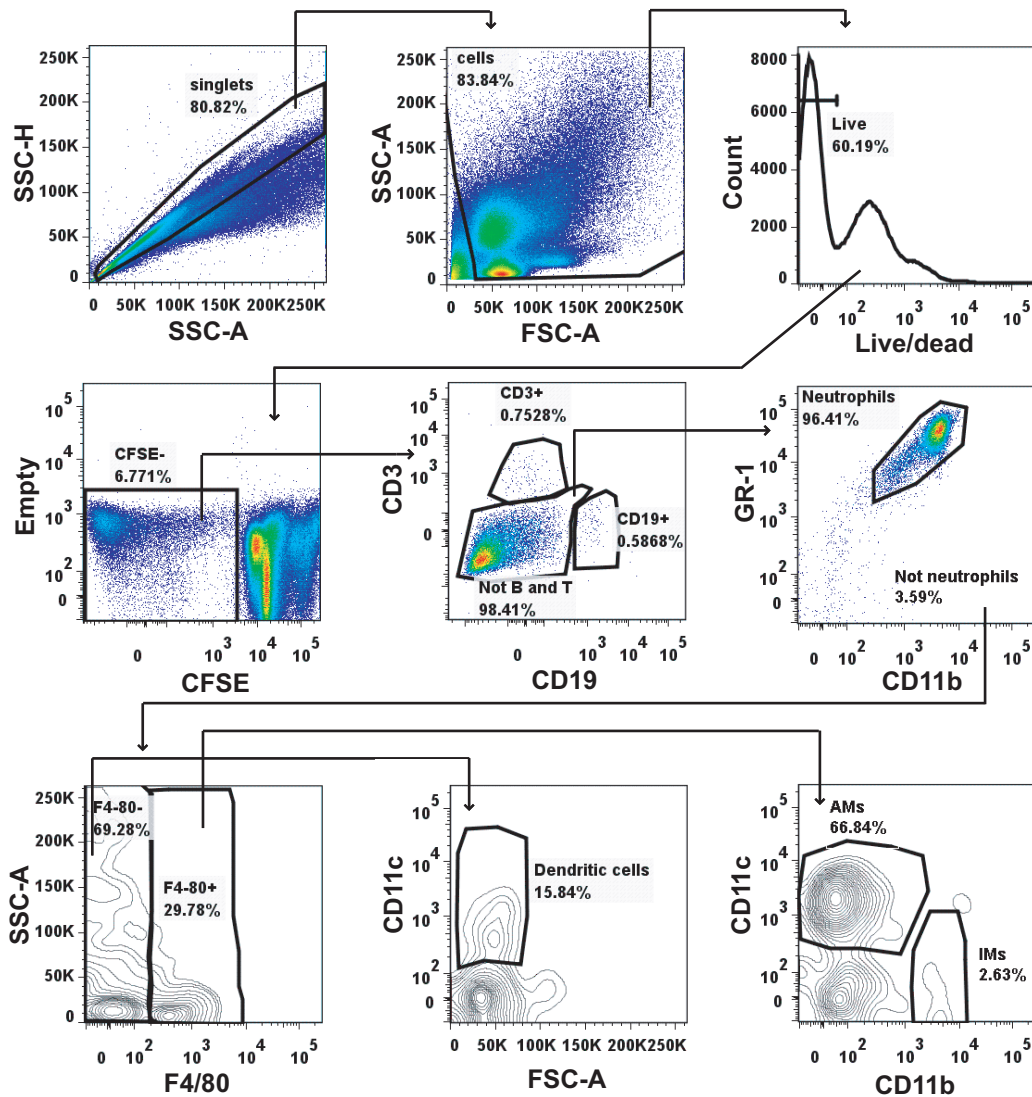 singlets
80.82%
SSC-H
250K
200K
150K
100K
50K
0
0 50K 100K 150K 200K250K
SSC-A
cells
83.84%
SSC-A
250K
200K
150K
100K
50K
0
0 50K 100K 150K 200K250K
FSC-A
Live
60.19%
Count
8000
6000
4000
2000
0
0 10^2 10^3 10^4 10^5
Live/dead
CFSE-
6.771%
Empty
10^5
10^4
10^3
10^2
0
0 10^3 10^4 10^5
CFSE
CD3+
0.7528%
CD19+
0.5868%
Not B and T
98.41%
CD3
10^5
10^4
10^3
0
0 10^3 10^4 10^5
CD19
Neutrophils
96.41%
Not neutrophils
3.59%
GR-1
10^5
10^4
10^3
10^2
0
0 10^2 10^3 10^4 10^5
CD11b
F4-80-
69.28%
F4-80+
29.78%
SSC-A
250K
200K
150K
100K
50K
0
0 10^2 10^3 10^4 10^5
F4/80
Dendritic cells
15.84%
CD11c
10^5
10^4
10^3
10^2
0
0 50K 100K 150K 200K250K
FSC-A
AMs
66.84%
IMs
2.63%
CD11c
10^5
10^4
10^3
10^2
0
0 10^2 10^3 10^4 10^5
CD11b